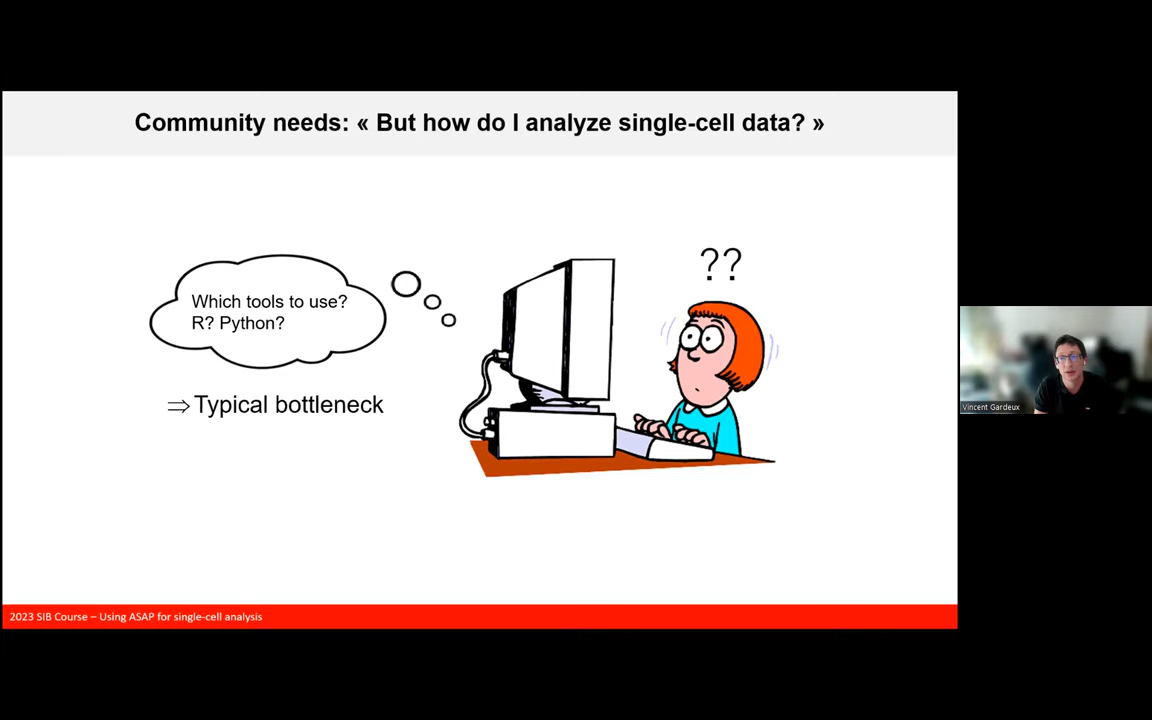 Community needs: « But how do I analyze single-cell data? »
??
Which tools to use?
R? Python?
⇒ Typical bottleneck
Vincent Gardeux
2023 SIB Course – Using ASAP for single-cell analysis